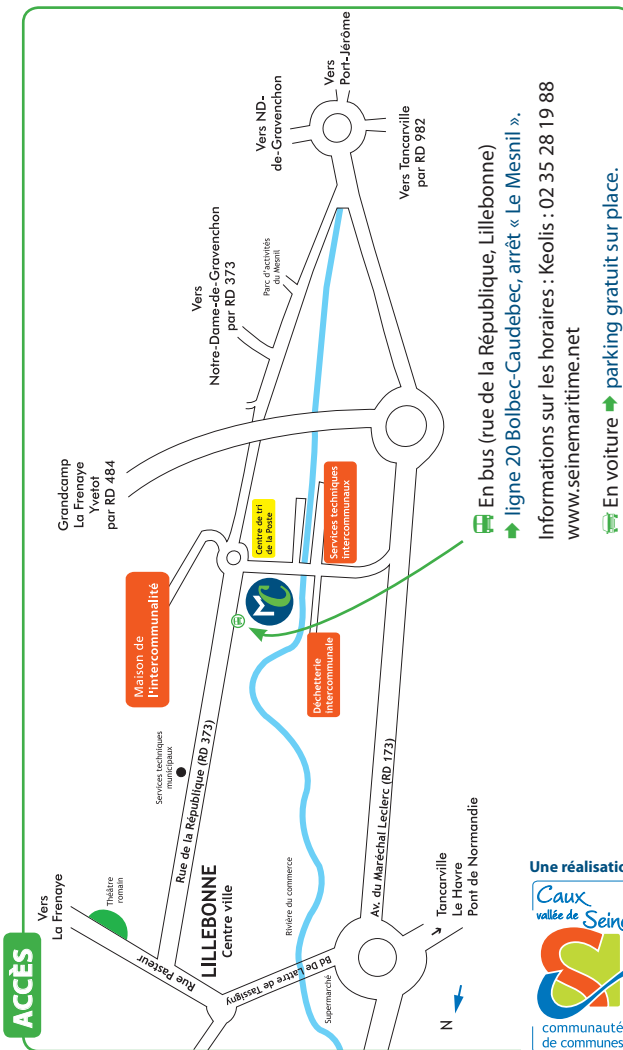 ACCÈS
Vers
La Frenaye
Théâtre
romain
Rue Pasteur
LILLEBONNE
Centre ville
Bd De Lattre de Tassigny
Supermarché
Rivière du commerce
Services techniques
municipaux
Rue de la République (RD 373)
Maison de
l'intercommunalité
Grandcamp
La Frenaye
Yvetot
par RD 484
Centre de tri
de la Poste
MC
Services techniques
intercommunaux
Déchetterie
intercommunale
Av. du Maréchal Leclerc (RD 173)
Tancarville
Le Havre
Pont de Normandie
N
Vers
Notre-Dame-de-Gravenchon
par RD 373
Parc d'activités
du Mesnil
Vers ND-
de-Gravenchon
Vers
Port-Jérôme
Vers Tancarville
par RD 982
En bus (rue de la République, Lillebonne)
ligne 20 Bolbec-Caudebec, arrêt « Le Mesnil ».
Informations sur les horaires : Keolis : 02 35 28 19 88
www.seinemaritime.net
En voiture parking gratuit sur place.
Une réalisatio
Caux
vallée de Sein
communauté
de communes